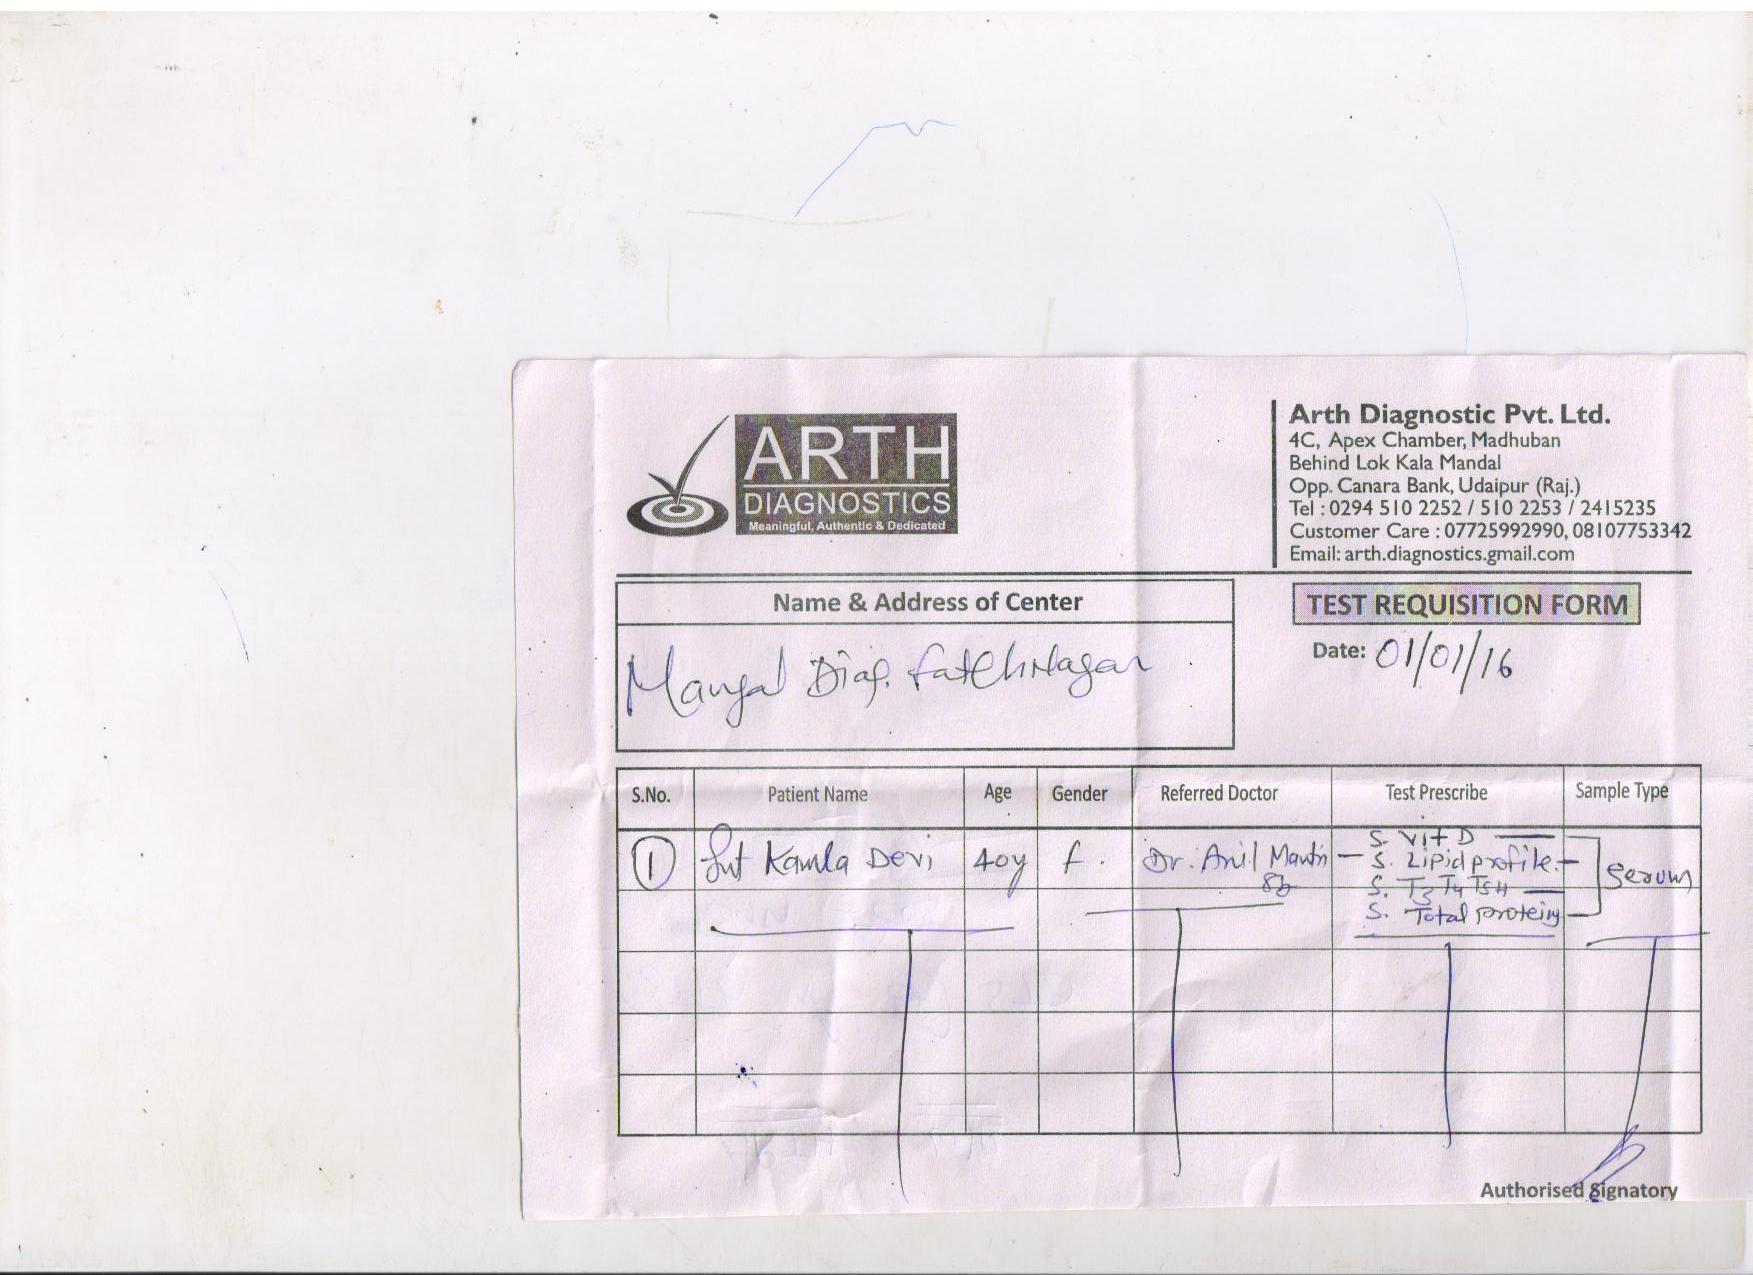 ARTH
DIAGNOSTICS
Meaningful, Authentic & Dedicated
Arth Diagnostic Pvt. Ltd.
4C, Apex Chamber, Madhuban
Behind Lok Kala Mandal
Opp. Canara Bank, Udaipur (Raj.)
Tel : 0294 510 2252 / 510 2253 / 2415235
Customer Care : 07725992990, 08107753342
Email: arth.diagnostics.gmail.com
Name & Address of Center
TEST REQUISITION FORM
Date: 01/01/16
Mangal Diag. Fatehnagar
S.No. Patient Name Age Gender Referred Doctor Test Prescribe Sample Type
1 Smt Kamla Devi 40y f. Dr. Anil
S. Vit D
S. Lipid profile
S. T3 T4 TSH
S. Total protein
Serum
Authorised Signatory